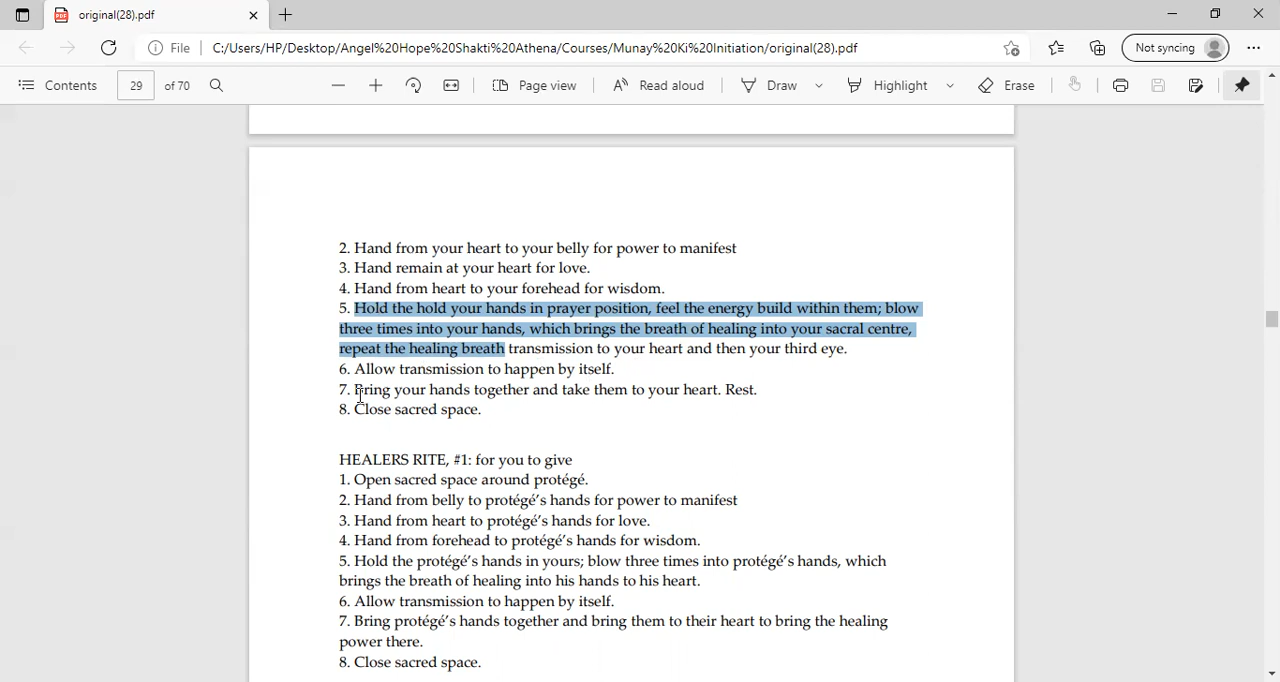 original(28).pdf
File C:/Users/HP/Desktop/Angel%20Hope%20Shakti%20Athena/Courses/Munay%20Ki%20Initiation/original(28).pdf Not syncing
Contents 29 of 70 Page view Read aloud Draw Highlight Erase
2. Hand from your heart to your belly for power to manifest
3. Hand remain at your heart for love.
4. Hand from heart to your forehead for wisdom.
5. Hold the hold your hands in prayer position, feel the energy build within them; blow
three times into your hands, which brings the breath of healing into your sacral centre,
repeat the healing breath transmission to your heart and then your third eye.
6. Allow transmission to happen by itself.
7. Bring your hands together and take them to your heart. Rest.
8. Close sacred space.
HEALERS RITE, #1: for you to give
1. Open sacred space around protégé.
2. Hand from belly to protégé’s hands for power to manifest
3. Hand from heart to protégé’s hands for love.
4. Hand from forehead to protégé’s hands for wisdom.
5. Hold the protégé’s hands in yours; blow three times into protégé’s hands, which
brings the breath of healing into his hands to his heart.
6. Allow transmission to happen by itself.
7. Bring protégé’s hands together and bring them to their heart to bring the healing
power there.
8. Close sacred space.